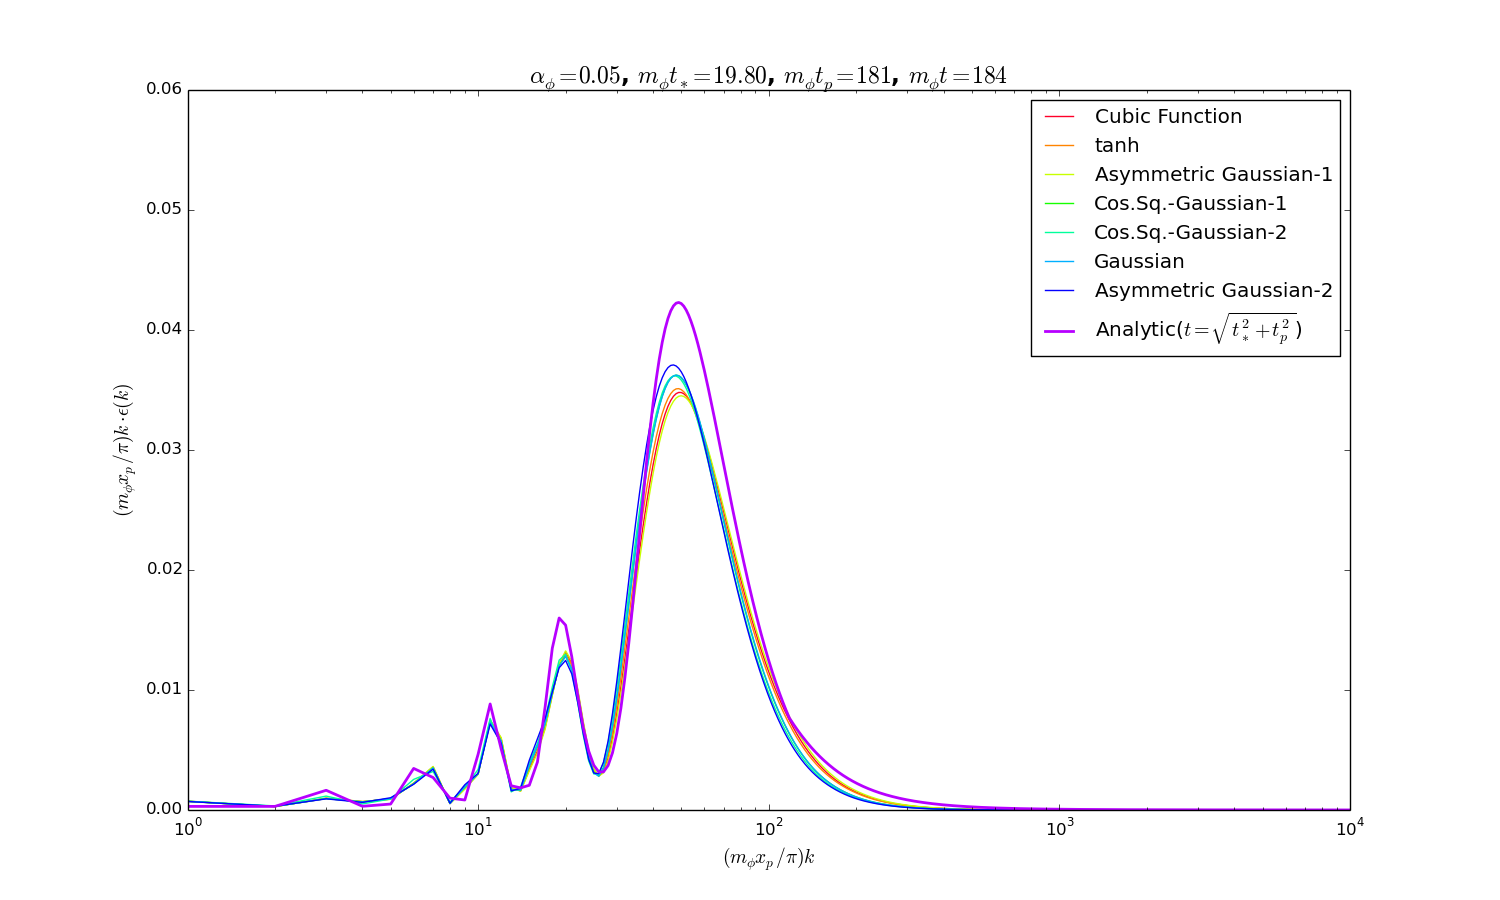 α_ϕ=0.05, m_ϕt_*=19.80, m_ϕt_p=181, m_ϕt=184
0.06
0.05
0.04
0.03
0.02
0.01
0.00
(m_ϕx_p/π)k·ϵ(k)
Cubic Function
tanh
Asymmetric Gaussian-1
Cos.Sq.-Gaussian-1
Cos.Sq.-Gaussian-2
Gaussian
Asymmetric Gaussian-2
Analytic(t=√(t_*^2+t_p^2))
10^0 10^1 10^2 10^3 10^4
(m_ϕx_p/π)k